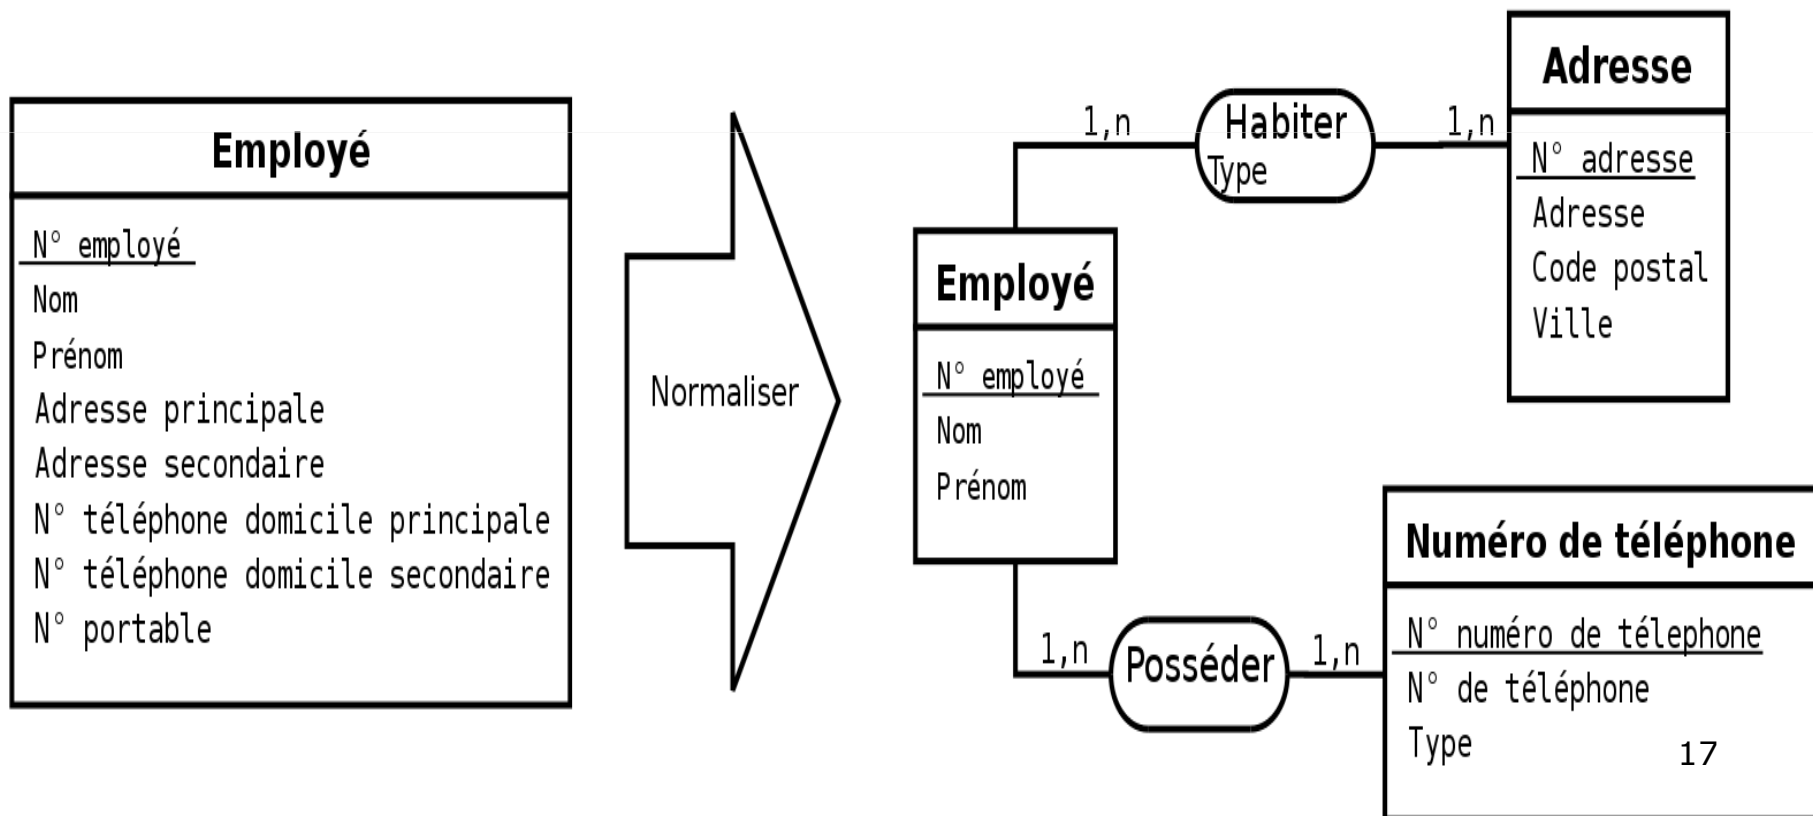 Employé
N° employé
Nom
Prénom
Adresse principale
Adresse secondaire
N° téléphone domicile principale
N° téléphone domicile secondaire
N° portable
Normaliser
1,n
Habiter
Type
1,n
Adresse
N° adresse
Adresse
Code postal
Ville
Employé
N° employé
Nom
Prénom
1,n
Posséder
1,n
Numéro de téléphone
N° numéro de télephone
N° de téléphone
Type
17